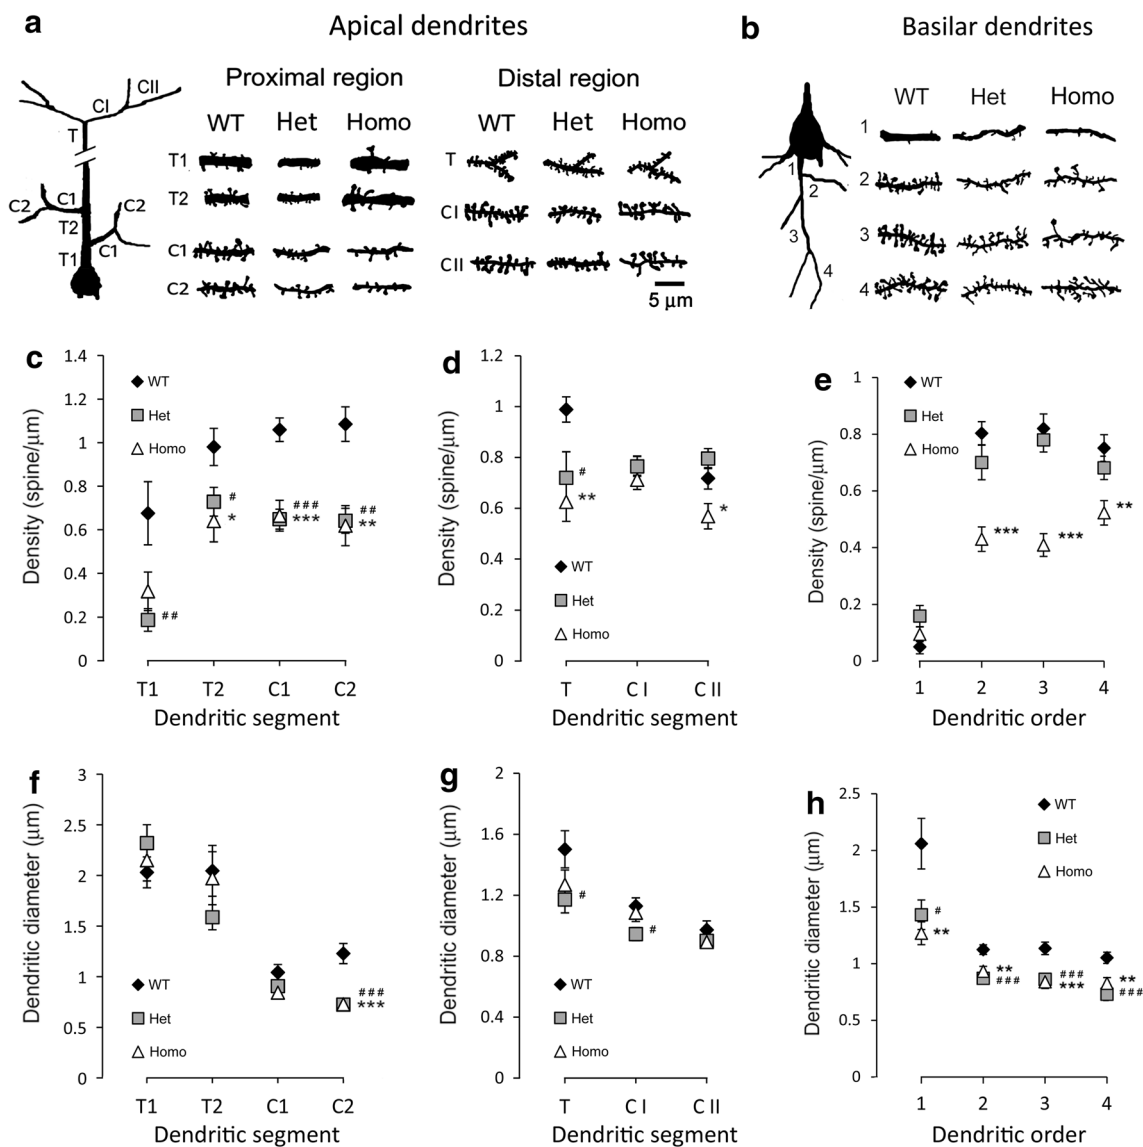 a
Apical dendrites
Proximal region
Distal region
WT Het Homo
WT Het Homo
CI CII
T
C2 C1 C2
T2
T1 C1
T1
T2
C1
C2
T
CI
CII
5 μm
b
Basilar dendrites
WT Het Homo
1
2
3
4
1
2
3
4
c
Density (spine/μm)
1.4
1.2
1
0.8
0.6
0.4
0.2
0
WT
Het
Homo
##
#
*
###
***
##
**
T1 T2 C1 C2
Dendritic segment
d
Density (spine/μm)
1.2
1
0.8
0.6
0.4
0.2
0
#
**
*
WT
Het
Homo
T C I C II
Dendritic segment
e
Density (spine/μm)
1
0.8
0.6
0.4
0.2
0
WT
Het
Homo
***
***
**
1 2 3 4
Dendritic order
f
Dendritic diameter (μm)
3
2.5
2
1.5
1
0.5
0
WT
Het
Homo
###
***
T1 T2 C1 C2
Dendritic segment
g
Dendritic diameter (μm)
2
1.6
1.2
0.8
0.4
0
#
#
WT
Het
Homo
T C I C II
Dendritic segment
h
Dendritic diameter (μm)
2.5
2
1.5
1
0.5
0
WT
Het
Homo
#
**
**
###
###
***
**
###
1 2 3 4
Dendritic order